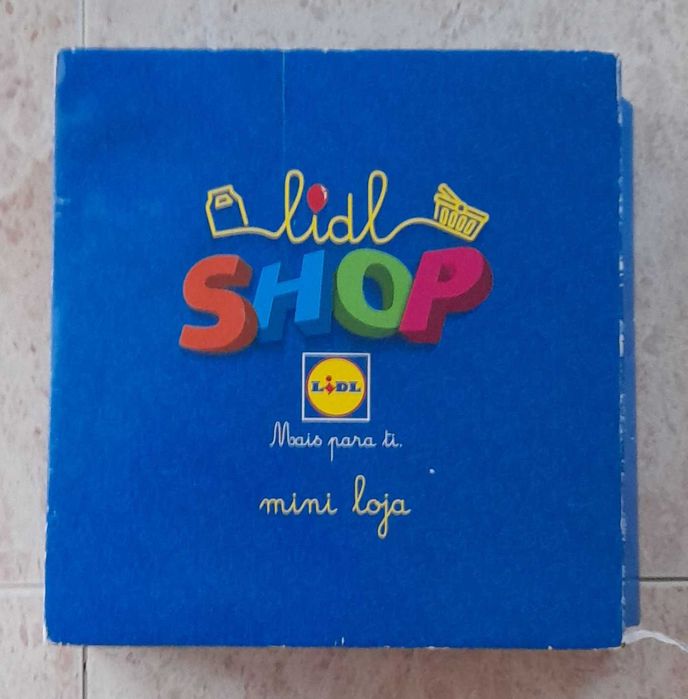 lidl
SHOP
LIDL
Mais para ti.
mini loja